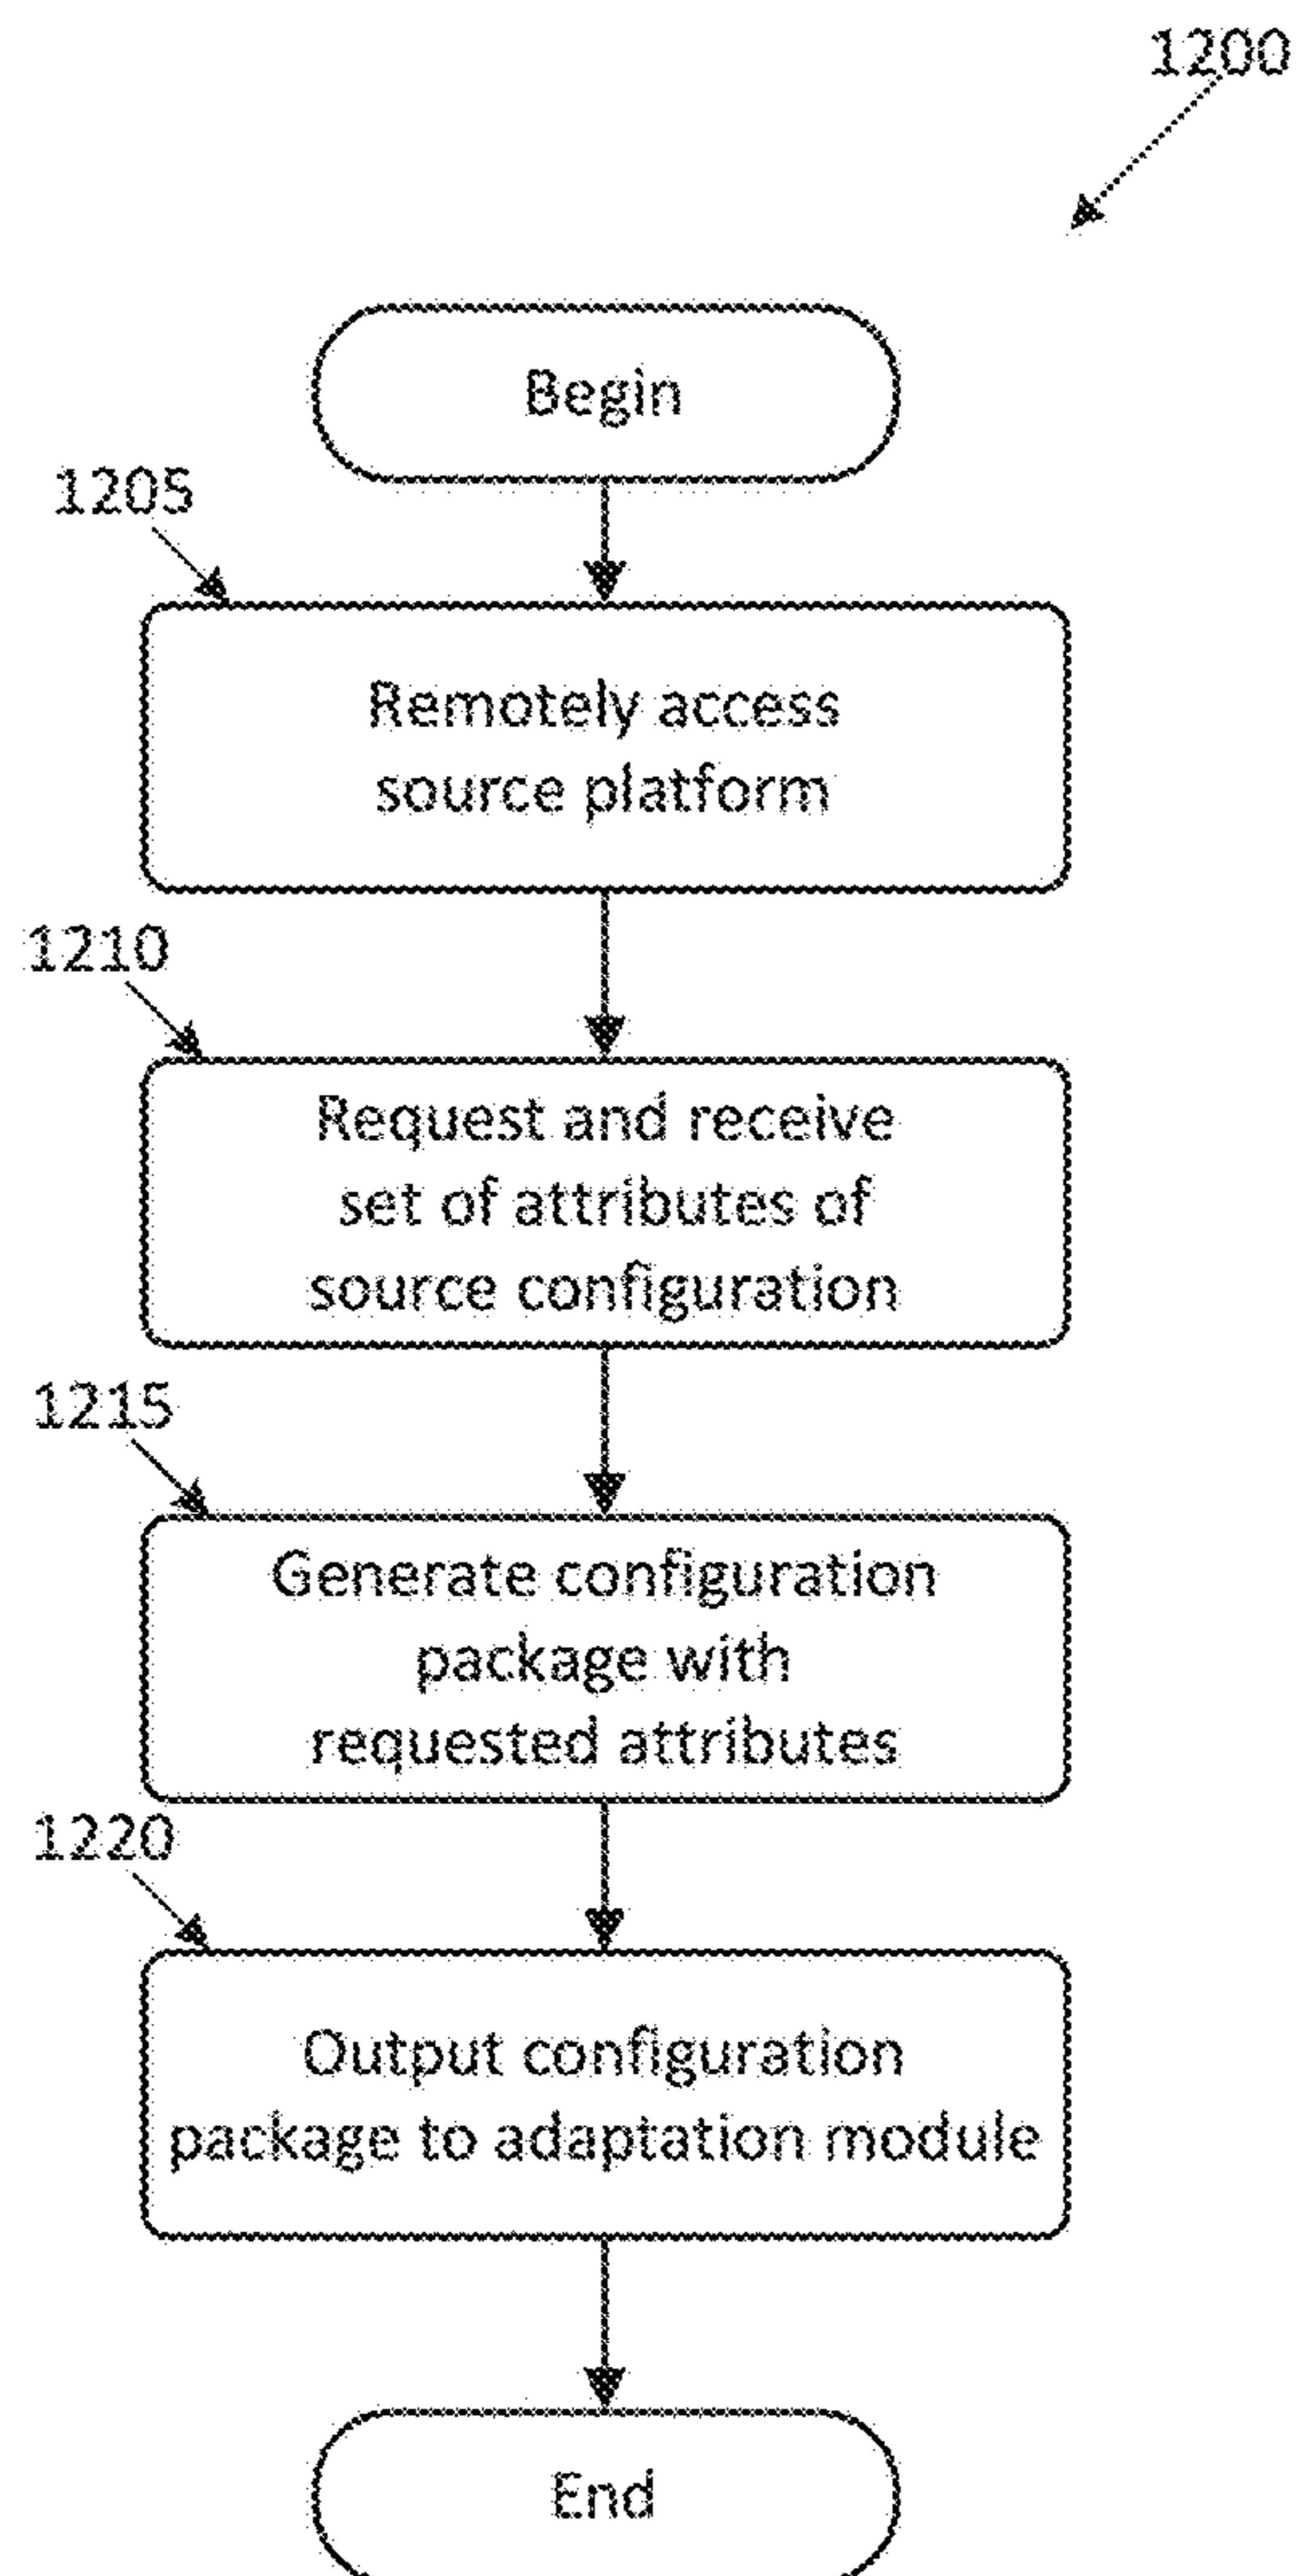 1200
Begin
1205
Remotely access
source platform
1210
Request and receive
set of attributes of
source configuration
1215
Generate configuration
package with
requested attributes
1220
Output configuration
package to adaptation module
End